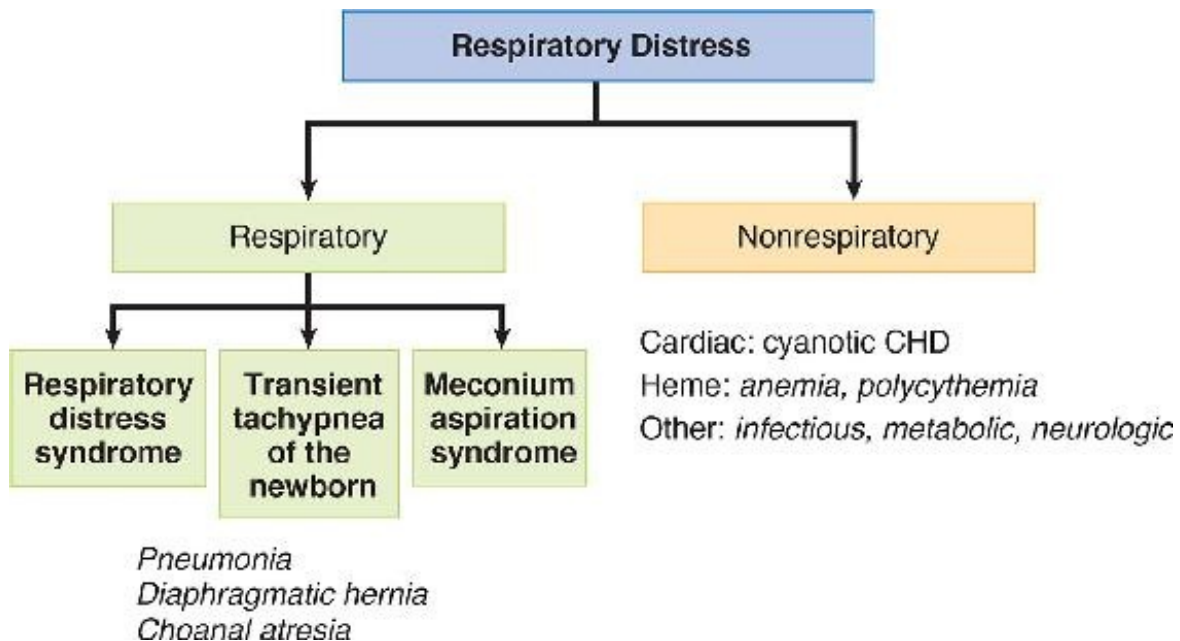 Respiratory Distress
Respiratory
Nonrespiratory
Respiratory
distress
syndrome
Transient
tachypnea
of the
newborn
Meconium
aspiration
syndrome
Cardiac: cyanotic CHD
Heme: anemia, polycythemia
Other: infectious, metabolic, neurologic
Pneumonia
Diaphragmatic hernia
Choanal atresia